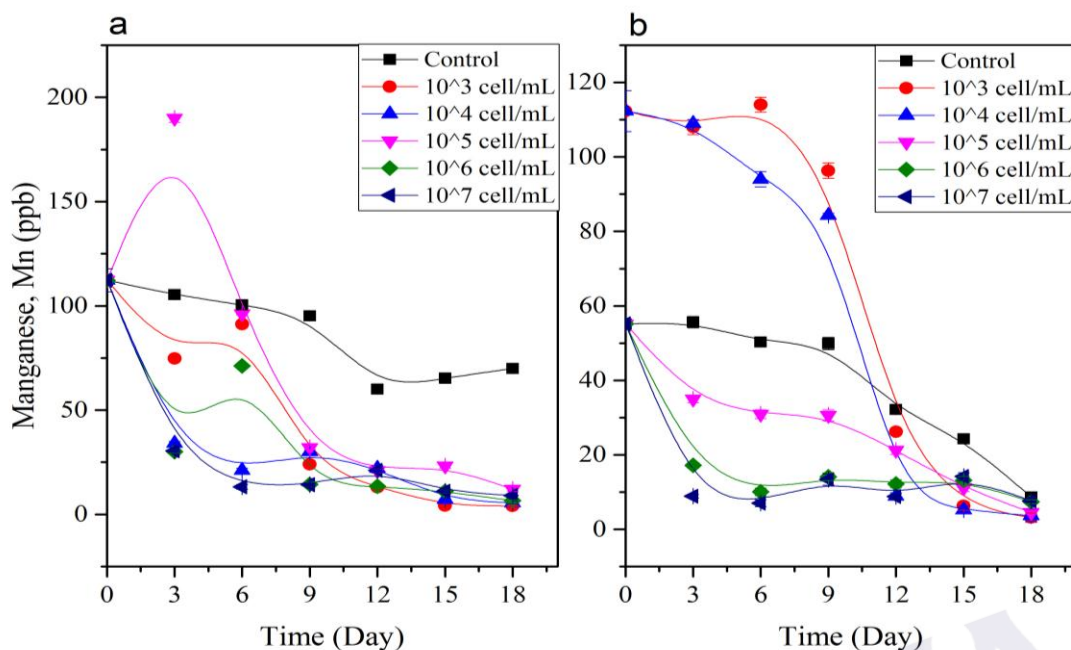 a
Manganese, Mn (ppb)
200
150
100
50
0
Control
10^3 cell/mL
10^4 cell/mL
10^5 cell/mL
10^6 cell/mL
10^7 cell/mL
0 3 6 9 12 15 18
Time (Day)
b
120
100
80
60
40
20
0
Control
10^3 cell/mL
10^4 cell/mL
10^5 cell/mL
10^6 cell/mL
10^7 cell/mL
0 3 6 9 12 15 18
Time (Day)